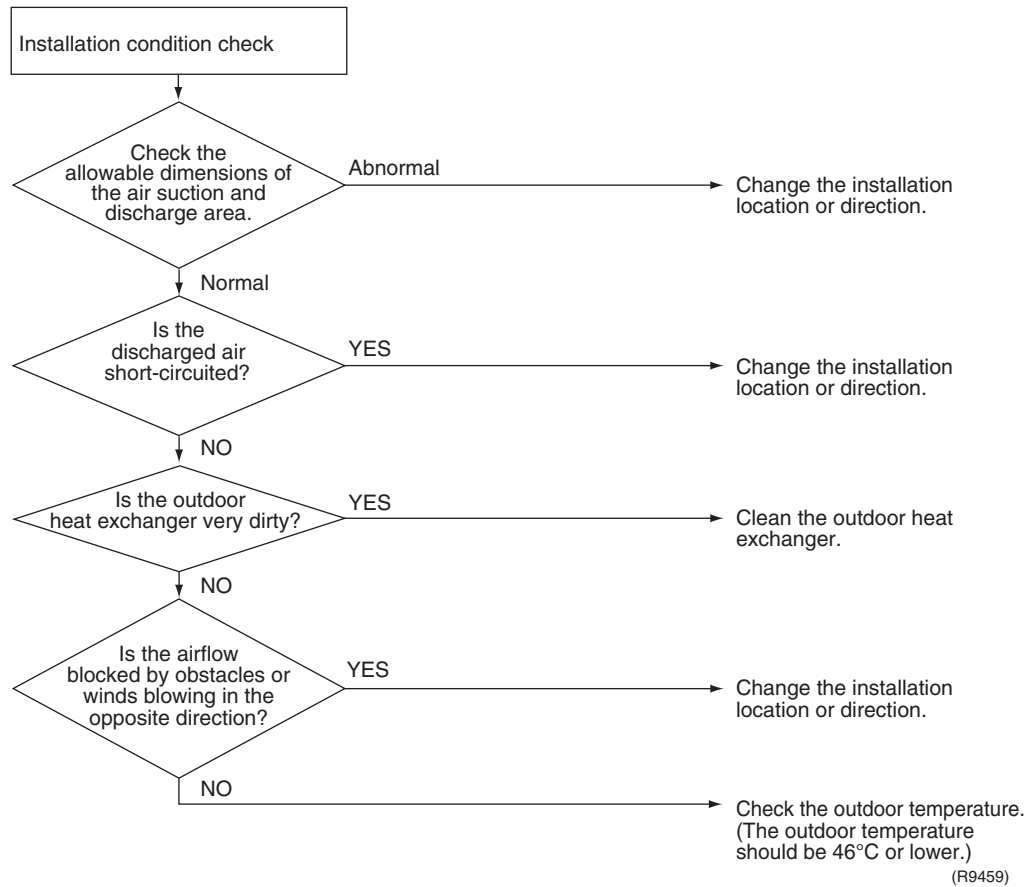 Installation condition check
Check the
allowable dimensions of
the air suction and
discharge area.
Abnormal
Change the installation
location or direction.
Normal
Is the
discharged air
short-circuited?
YES
Change the installation
location or direction.
NO
Is the outdoor
heat exchanger very dirty?
YES
Clean the outdoor heat
exchanger.
NO
Is the airflow
blocked by obstacles or
winds blowing in the
opposite direction?
YES
Change the installation
location or direction.
NO
Check the outdoor temperature.
(The outdoor temperature
should be 46°C or lower.)
(R9459)